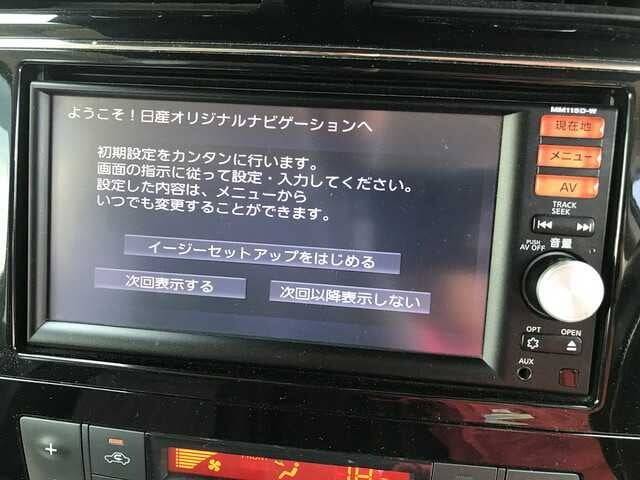 MM115D-W
ようこそ！日産オリジナルナビゲーションへ
初期設定をカンタンに行います。
画面の指示に従って設定・入力してください。
設定した内容は、メニューから
いつでも変更することができます。
イージーセットアップをはじめる
次回表示する
次回以降表示しない
現在地
メニュー
AV
TRACK
SEEK
PUSH
AV OFF
音量
OPT
OPEN
AUX
FRONT